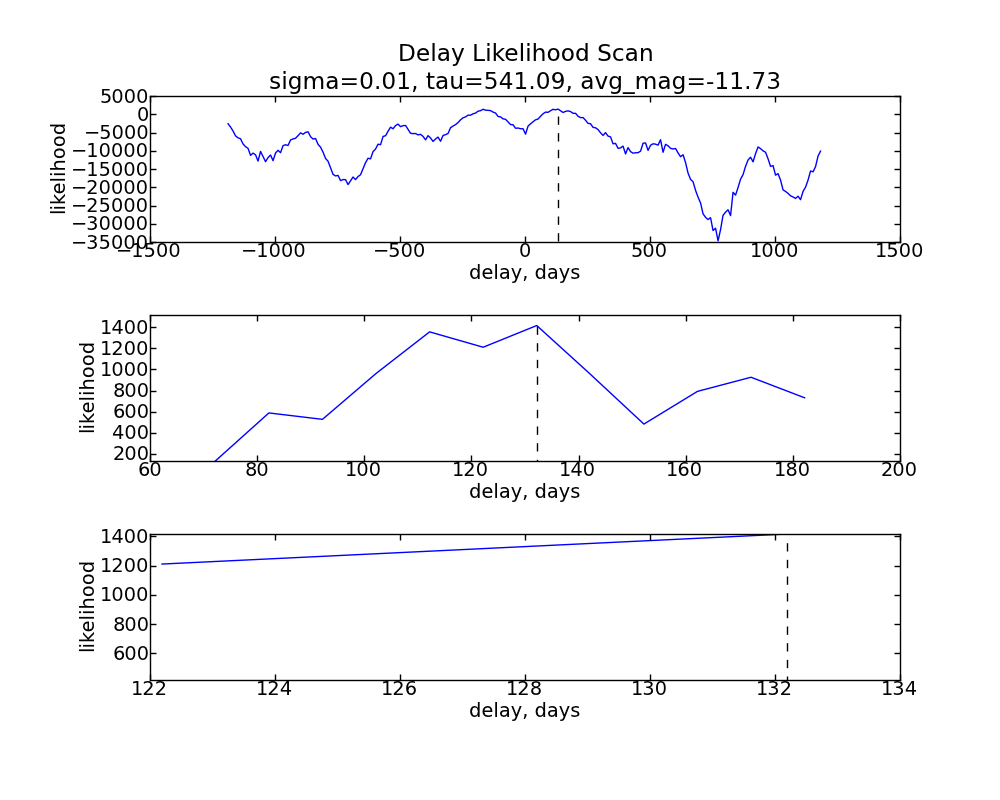 Delay Likelihood Scan
sigma=0.01, tau=541.09, avg_mag=-11.73
5000
0
−5000
−10000
−15000
−20000
−25000
−30000
−35000
likelihood
−1500 −1000 −500 0 500 1000 1500
delay, days
1400
1200
1000
800
600
400
200
likelihood
60 80 100 120 140 160 180 200
delay, days
1400
1200
1000
800
600
likelihood
122 124 126 128 130 132 134
delay, days